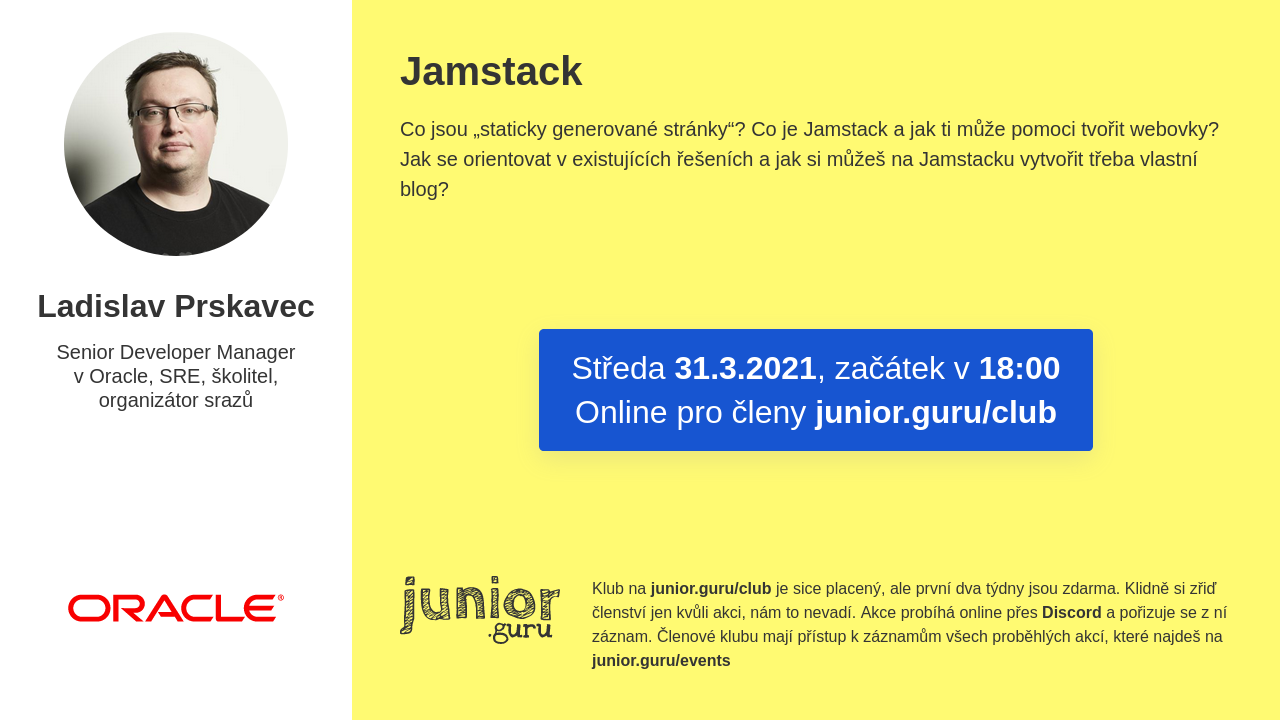 Ladislav Prskavec
Senior Developer Manager
v Oracle, SRE, školitel,
organizátor srazů
ORACLE®
Jamstack
Co jsou „staticky generované stránky“? Co je Jamstack a jak ti může pomoci tvořit webovky?
Jak se orientovat v existujících řešeních a jak si můžeš na Jamstacku vytvořit třeba vlastní
blog?
Středa 31.3.2021, začátek v 18:00
Online pro členy junior.guru/club
junior
.guru
Klub na junior.guru/club je sice placený, ale první dva týdny jsou zdarma. Klidně si zřiď
členství jen kvůli akci, nám to nevadí. Akce probíhá online přes Discord a pořizuje se z ní
záznam. Členové klubu mají přístup k záznamům všech proběhlých akcí, které najdeš na
junior.guru/events